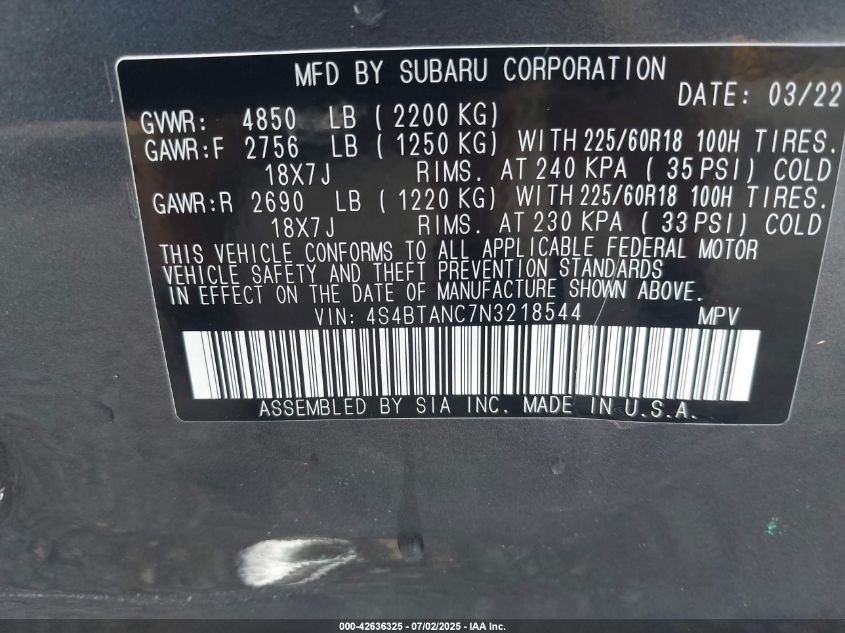 MFD BY SUBARU CORPORATION
DATE: 03/22
GVWR: 4850 LB (2200 KG)
GAWR:F 2756 LB (1250 KG) WITH 225/60R18 100H TIRES.
18X7J RIMS. AT 240 KPA (35 PSI) COLD
GAWR:R 2690 LB (1220 KG) WITH 225/60R18 100H TIRES.
18X7J RIMS. AT 230 KPA (33 PSI) COLD
THIS VEHICLE CONFORMS TO ALL APPLICABLE FEDERAL MOTOR
VEHICLE SAFETY AND THEFT PREVENTION STANDARDS
IN EFFECT ON THE DATE OF MANUFACTURE SHOWN ABOVE.
VIN: 4S4BTANC7N3218544 MPV
ASSEMBLED BY SIA INC. MADE IN U.S.A.
000-42636325 - 07/02/2025 - IAA Inc.